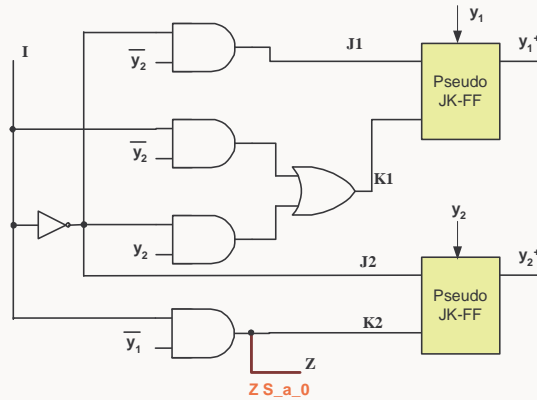 y1
I
J1
y1+
y2
Pseudo
JK-FF
y2
K1
y2
y2
J2
y2+
Pseudo
JK-FF
K2
y1
Z
Z S_a_0